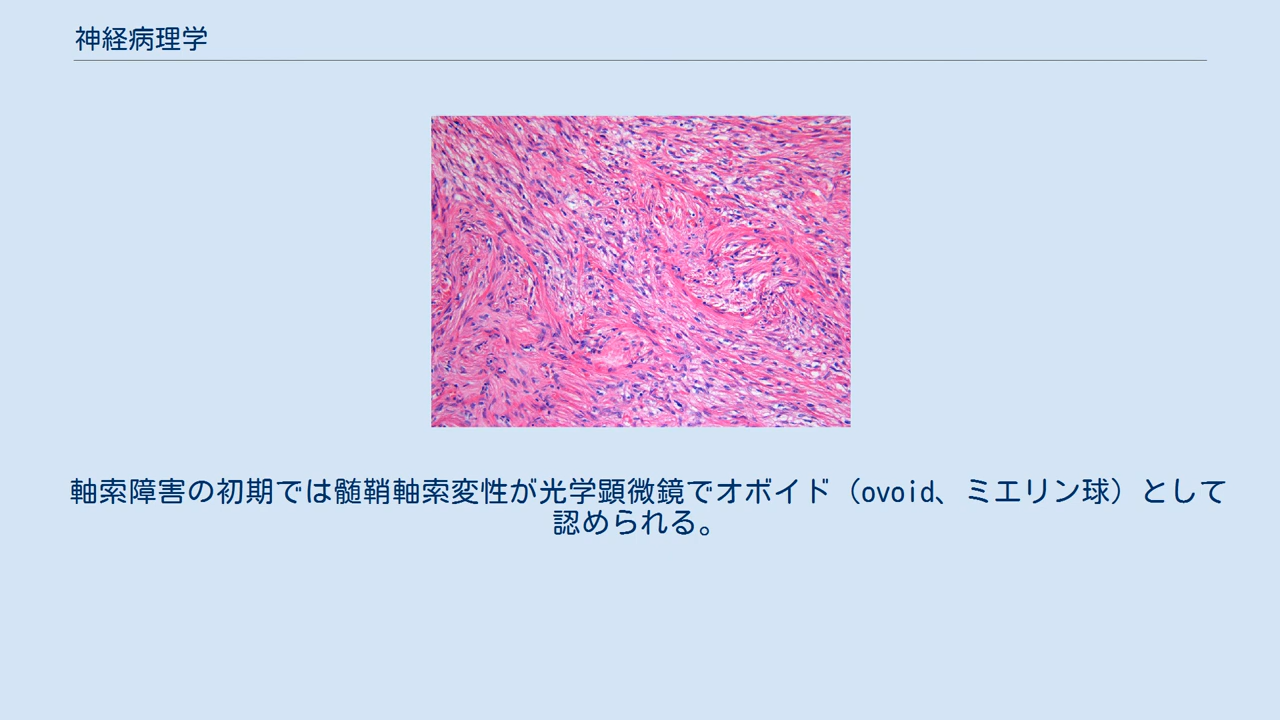 神経病理学
軸索障害の初期では髄鞘軸索変性が光学顕微鏡でオボイド（ovoid、ミエリン球）として
認められる。